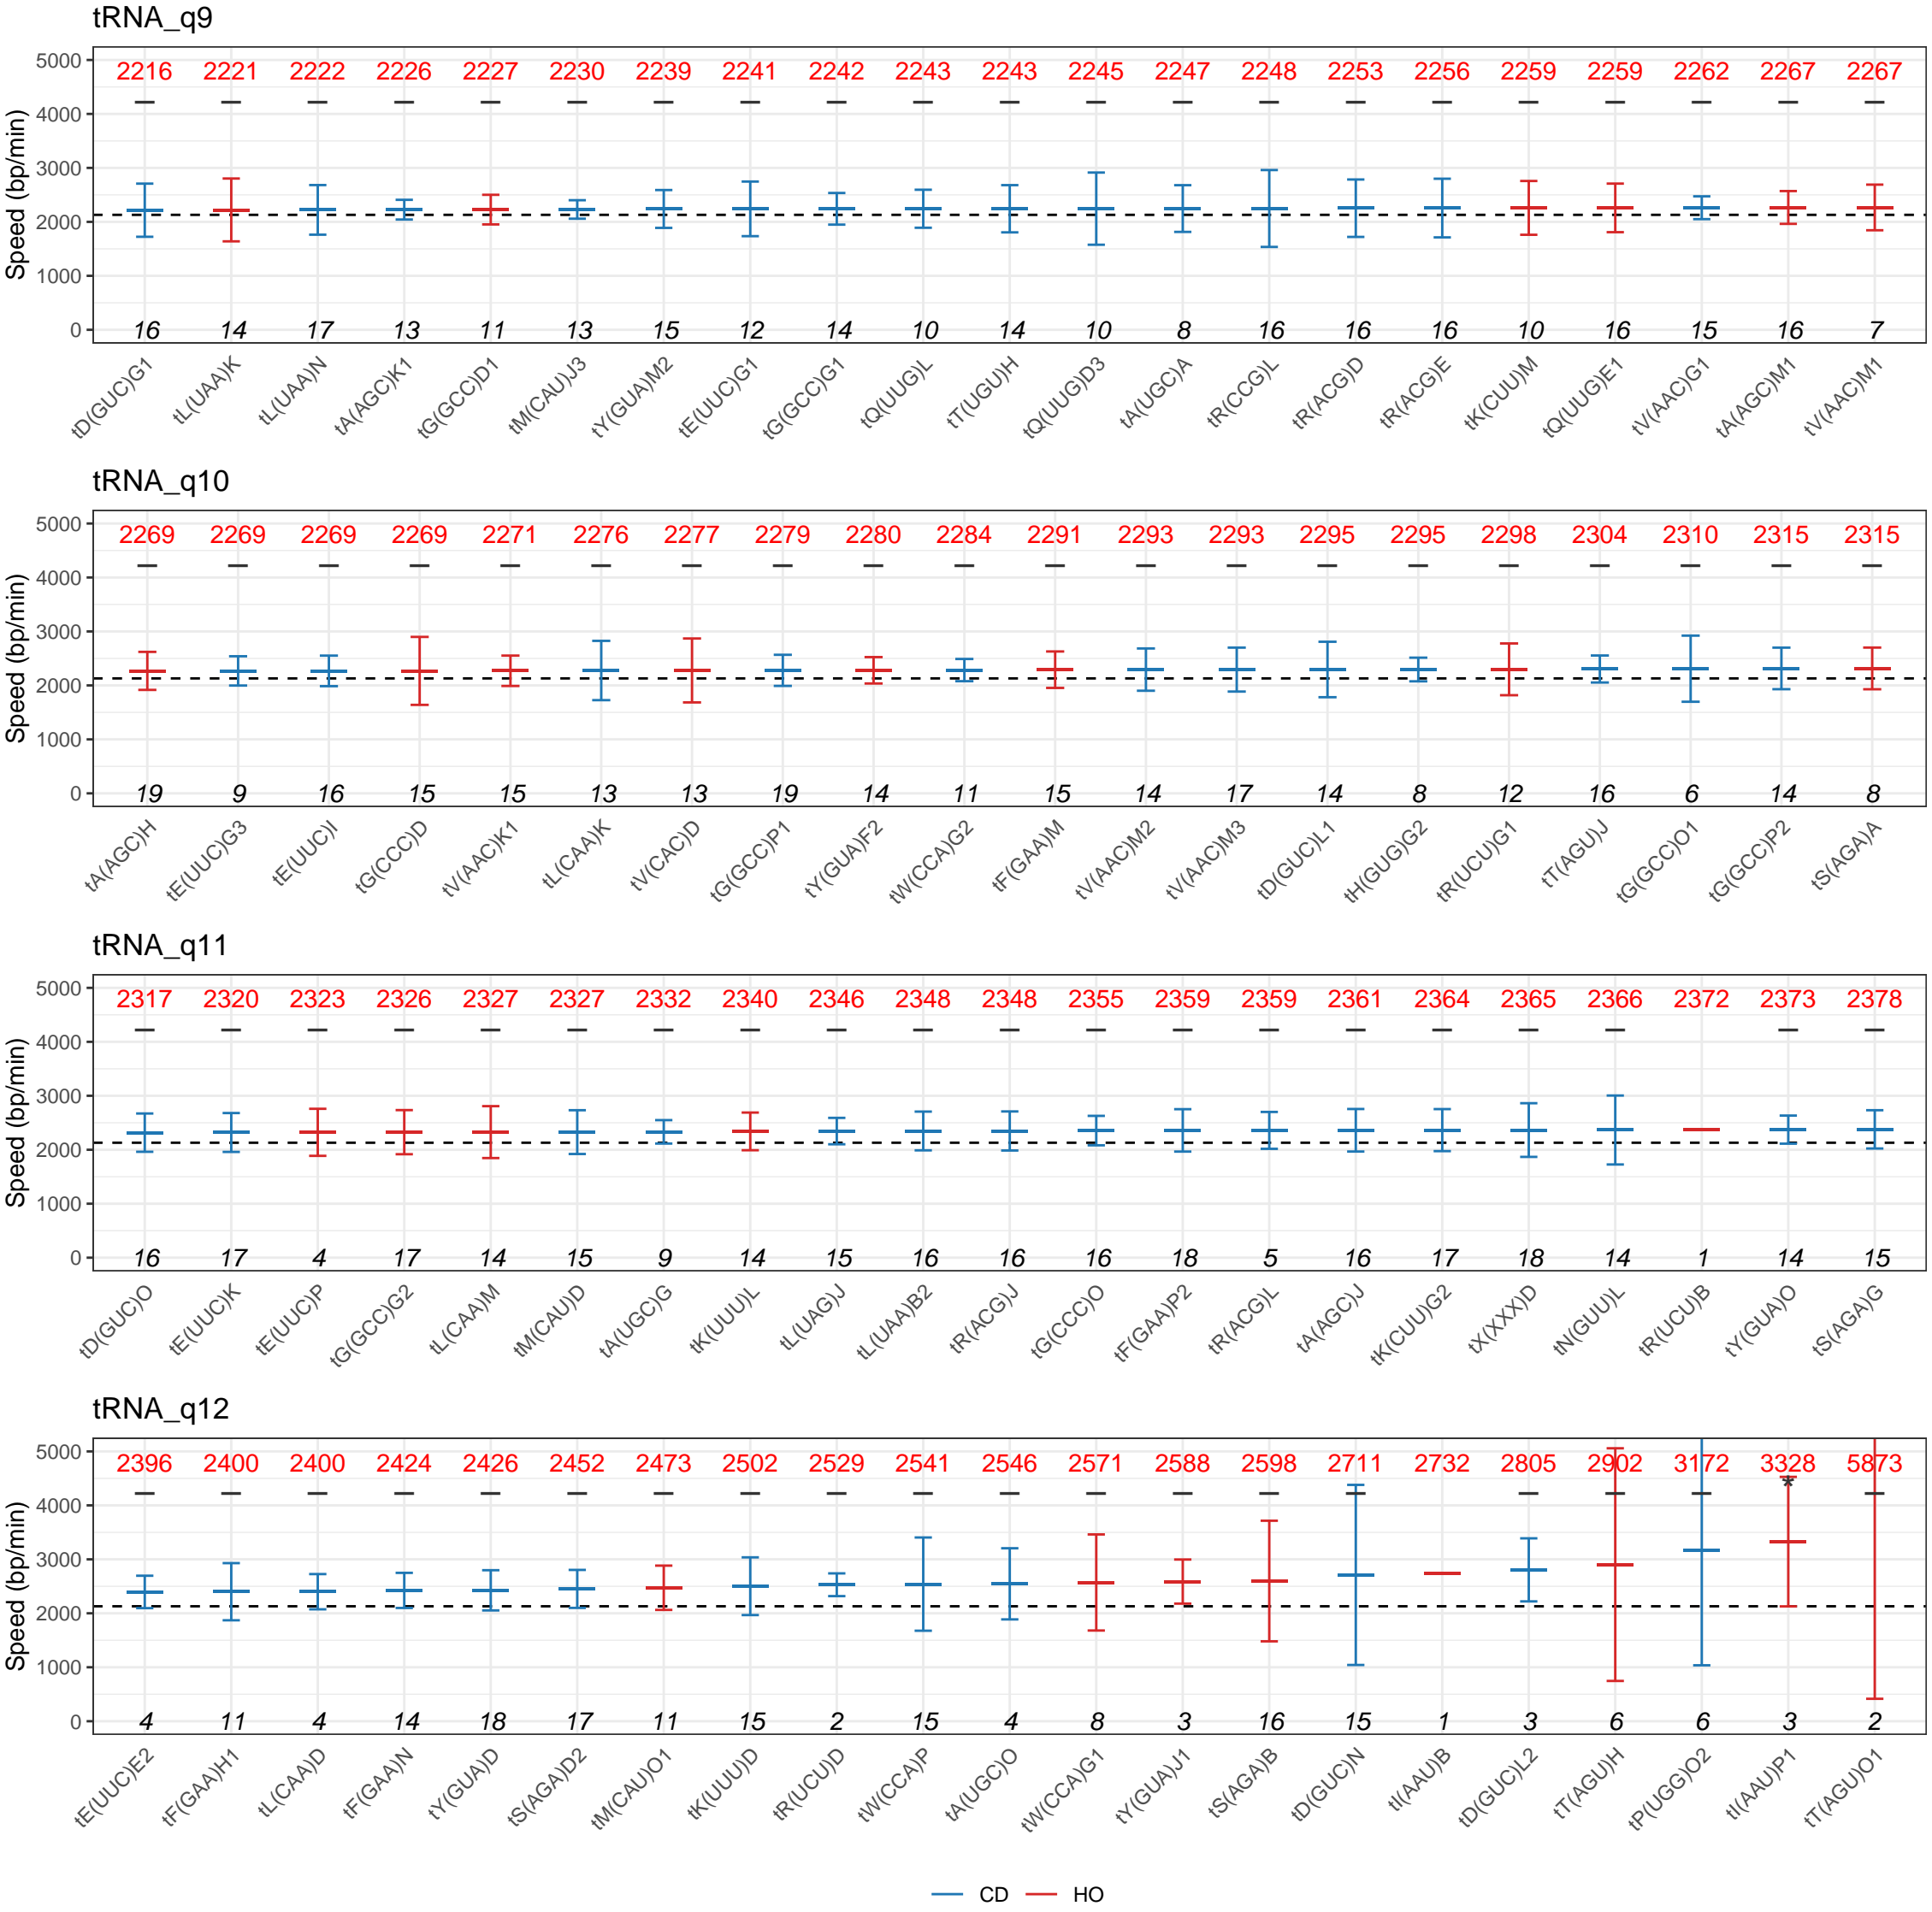 tRNA_q9
Speed (bp/min)
5000
4000
3000
2000
1000
0
2216 2221 2222 2226 2227 2230 2239 2241 2242 2243 2243 2245 2247 2248 2253 2256 2259 2259 2262 2267 2267
16 14 17 13 11 13 15 12 14 10 14 10 8 16 16 16 10 16 15 16 7
tD(GUC)G1 tL(UAA)K tL(UAA)N tA(AGC)K1 tG(GCC)D1 tM(CAU)J3 tY(GUA)M2 tE(UUC)G1 tG(GCC)G1 tQ(UUG)L tT(UGU)H tQ(UUG)D3 tA(UGC)A tR(CCG)L tR(ACG)D tR(ACG)E tK(CUU)M tQ(UUG)E1 tV(AAC)G1 tA(AGC)M1 tV(AAC)M1
tRNA_q10
Speed (bp/min)
5000
4000
3000
2000
1000
0
2269 2269 2269 2269 2271 2276 2277 2279 2280 2284 2291 2293 2293 2295 2295 2298 2304 2310 2315 2315
19 9 16 15 15 13 13 19 14 11 15 14 17 14 8 12 16 6 14 8
tA(AGC)H tE(UUC)G3 tE(UUC)I tG(CCC)D tV(AAC)K1 tL(CAA)K tV(CAC)D tG(GCC)P1 tY(GUA)F2 tW(CCA)G2 tF(GAA)M tV(AAC)M2 tV(AAC)M3 tD(GUC)L1 tH(GUG)G2 tR(UCU)G1 tT(AGU)J tG(GCC)O1 tG(GCC)P2 tS(AGA)A
tRNA_q11
Speed (bp/min)
5000
4000
3000
2000
1000
0
2317 2320 2323 2326 2327 2327 2332 2340 2346 2348 2348 2355 2359 2359 2361 2364 2365 2366 2372 2373 2378
16 17 4 17 14 15 9 14 15 16 16 16 18 5 16 17 18 14 1 14 15
tD(GUC)O tE(UUC)K tE(UUC)P tG(GCC)G2 tL(CAA)M tM(CAU)D tA(UGC)G tK(UUU)L tL(UAG)J tL(UAA)B2 tR(ACG)J tG(CCC)O tF(GAA)P2 tR(ACG)L tA(AGC)J tK(CUU)G2 tX(XXX)D tN(GUU)L tR(UCU)B tY(GUA)O tS(AGA)G
tRNA_q12
Speed (bp/min)
5000
4000
3000
2000
1000
0
2396 2400 2400 2424 2426 2452 2473 2502 2529 2541 2546 2571 2588 2598 2711 2732 2805 2902 3172 3328 5873
*
4 11 4 14 18 17 11 15 2 15 4 8 3 16 15 1 3 6 6 3 2
tE(UUC)E2 tF(GAA)H1 tL(CAA)D tF(GAA)N tY(GUA)D tS(AGA)D2 tM(CAU)O1 tK(UUU)D tR(UCU)D tW(CCA)P tA(UGC)O tW(CCA)G1 tY(GUA)J1 tS(AGA)B tD(GUC)N tI(AAU)B tD(GUC)L2 tT(AGU)H tP(UGG)O2 tI(AAU)P1 tT(AGU)O1
CD HO